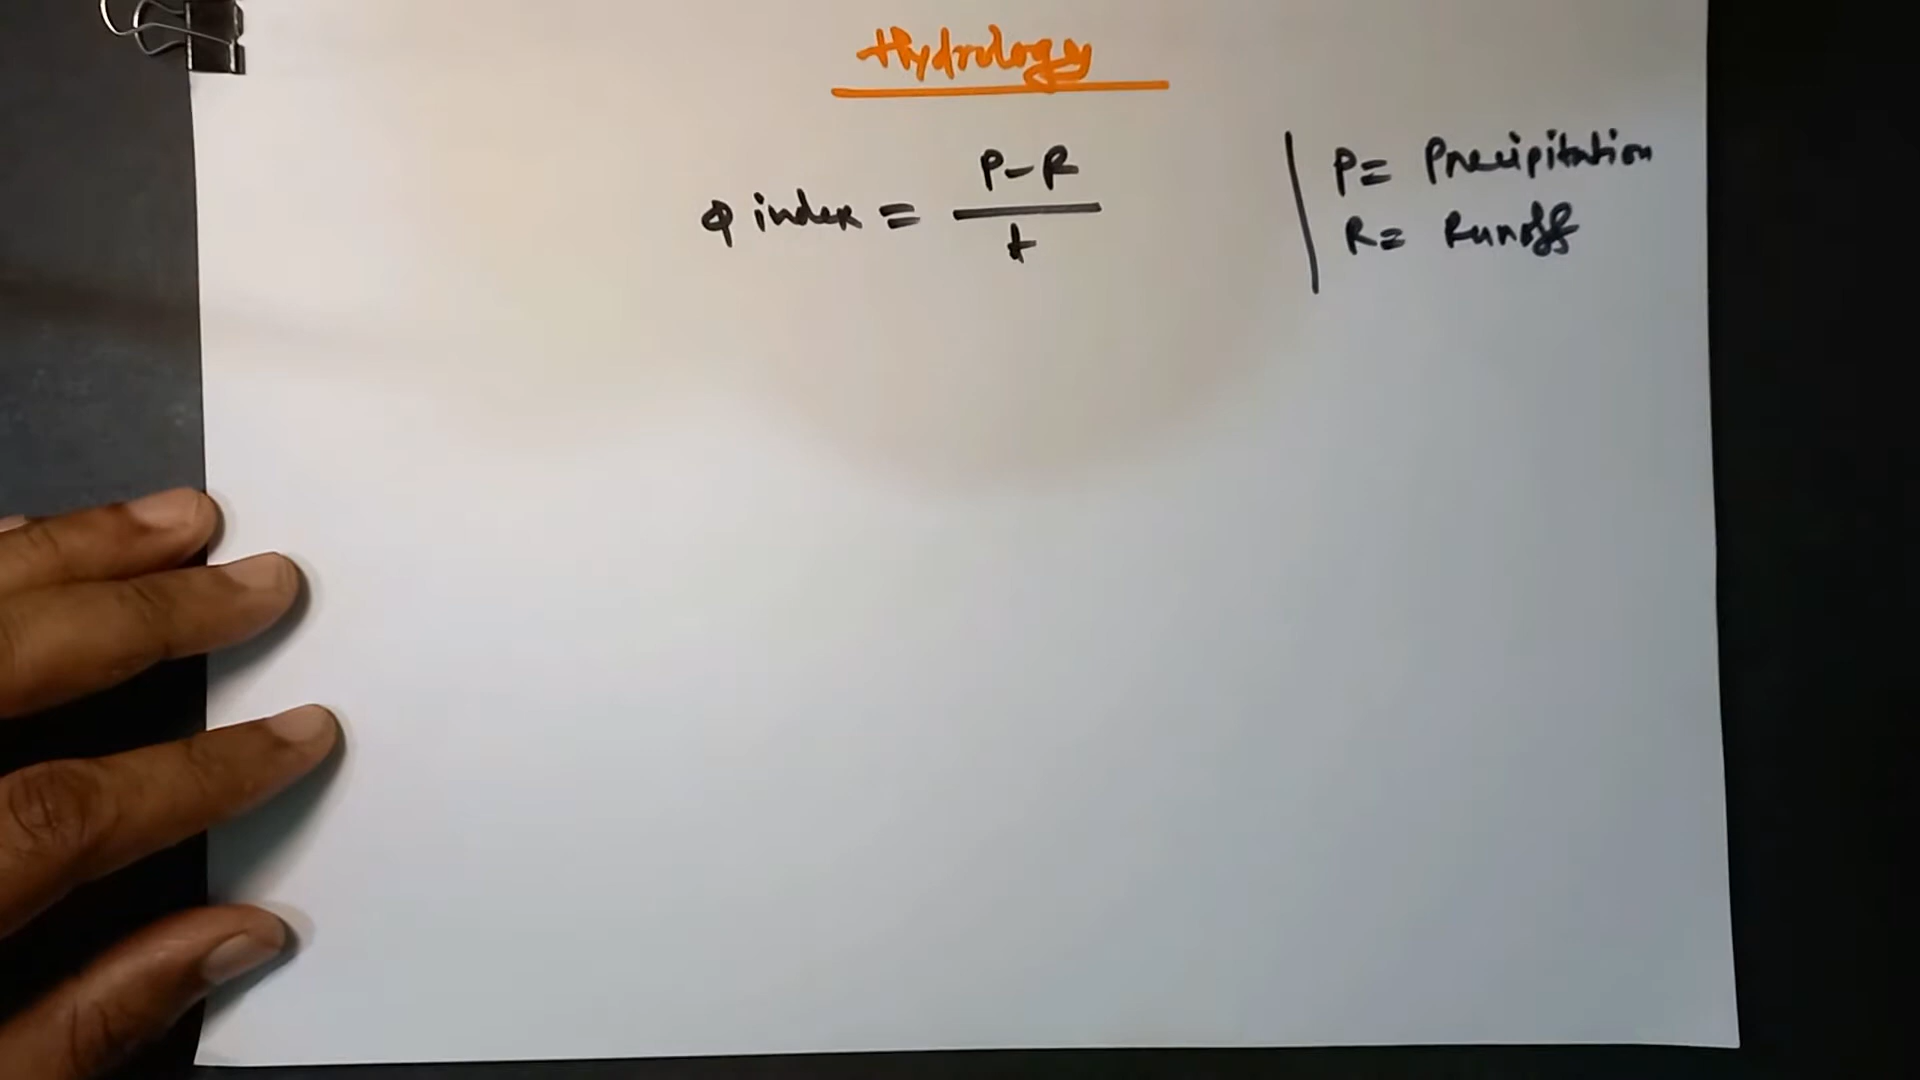 Hydrology
φ index = P-R / t
P = Precipitation
R = Runoff